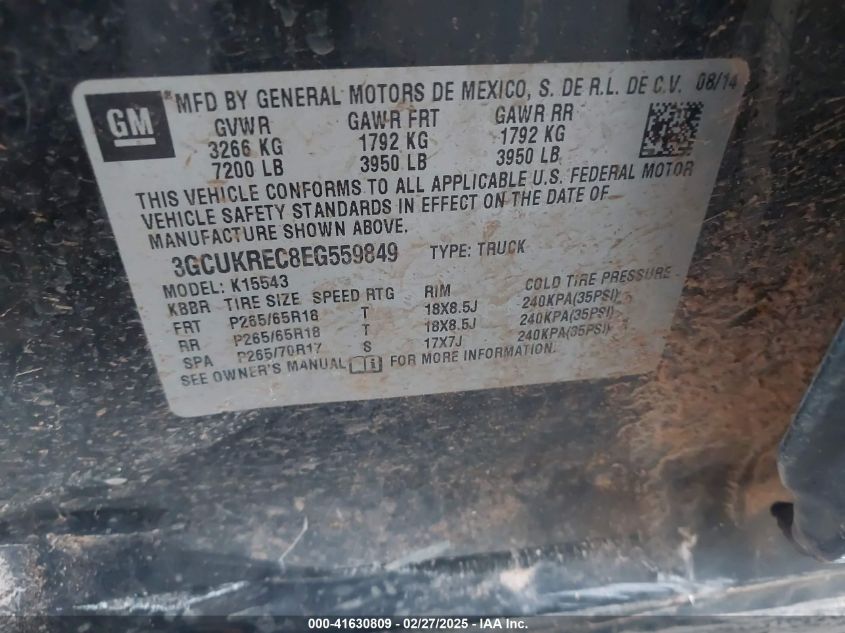 GM
MFD BY GENERAL MOTORS DE MEXICO, S. DE R.L. DE C.V. 08/14
GVWR GAWR FRT GAWR RR
3266 KG 1792 KG 1792 KG
7200 LB 3950 LB 3950 LB
THIS VEHICLE CONFORMS TO ALL APPLICABLE U.S. FEDERAL MOTOR
VEHICLE SAFETY STANDARDS IN EFFECT ON THE DATE OF
MANUFACTURE SHOWN ABOVE.
3GCUKREC8EG559849 TYPE: TRUCK
MODEL: K15543
KBBR TIRE SIZE SPEED RTG RIM COLD TIRE PRESSURE
FRT P265/65R18 T 18X8.5J 240KPA(35PSI)
RR P265/65R18 T 18X8.5J 240KPA(35PSI)
SPA P265/70R17 S 17X7J 240KPA(35PSI)
SEE OWNER'S MANUAL FOR MORE INFORMATION.
000-41630809 - 02/27/2025 - IAA Inc.